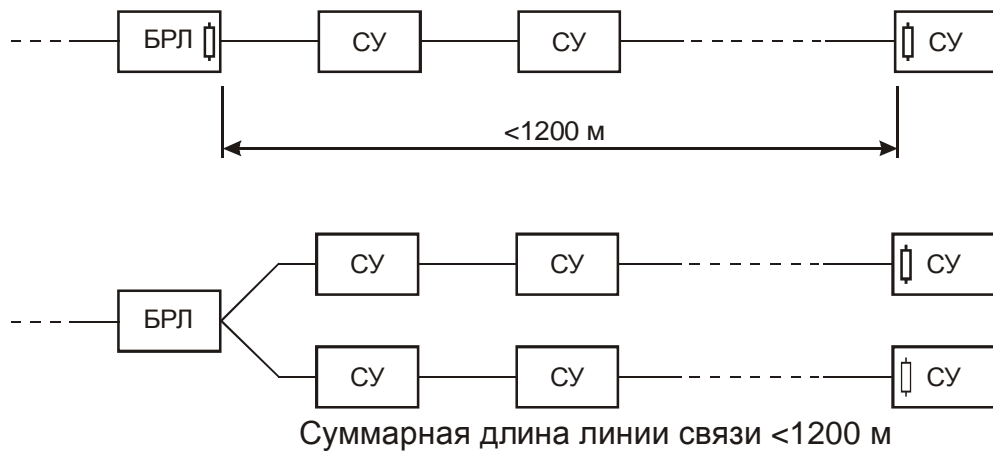 БРЛ СУ СУ СУ
<1200 м
СУ СУ СУ
БРЛ
СУ СУ СУ
Суммарная длина линии связи <1200 м